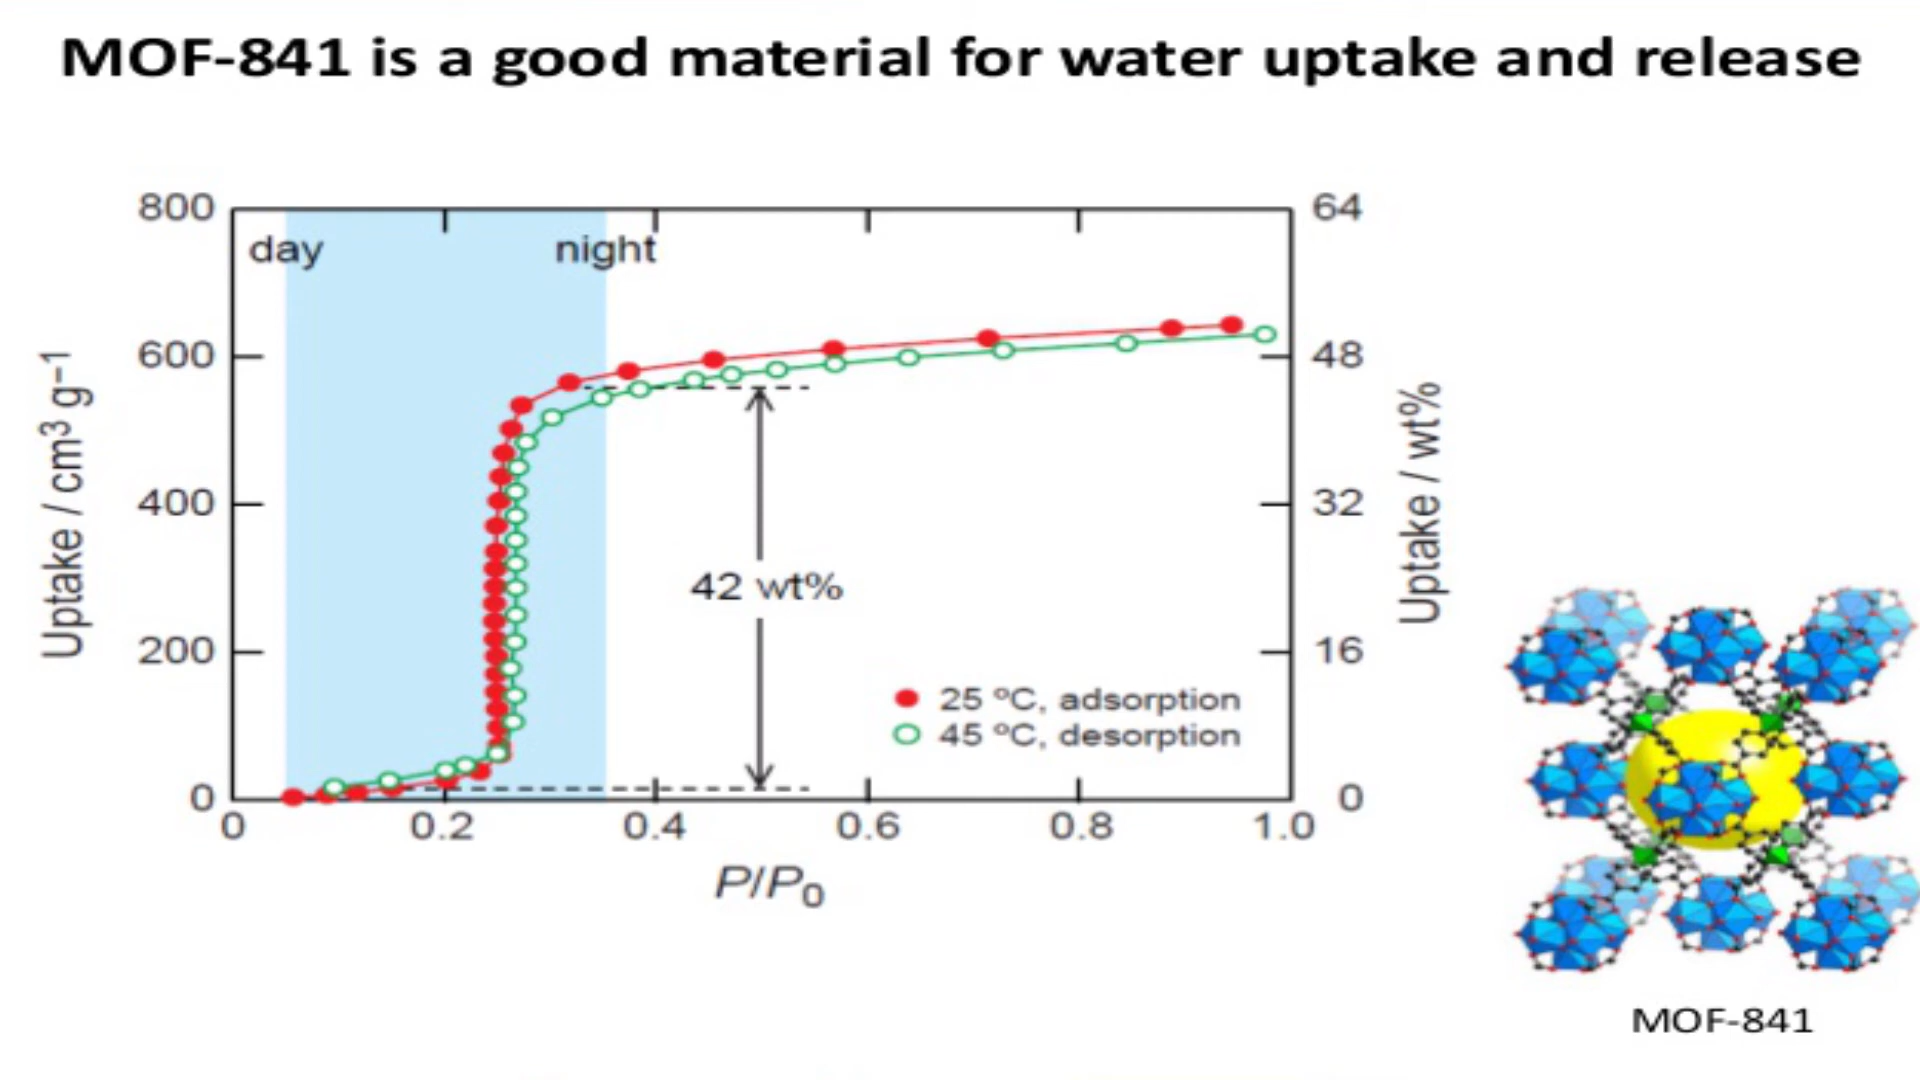 MOF-841 is a good material for water uptake and release
800
600
400
200
0
Uptake / cm³ g⁻¹
day
night
42 wt%
25 ºC, adsorption
45 ºC, desorption
64
48
32
16
0
Uptake / wt%
0 0.2 0.4 0.6 0.8 1.0
P/P₀
MOF-841